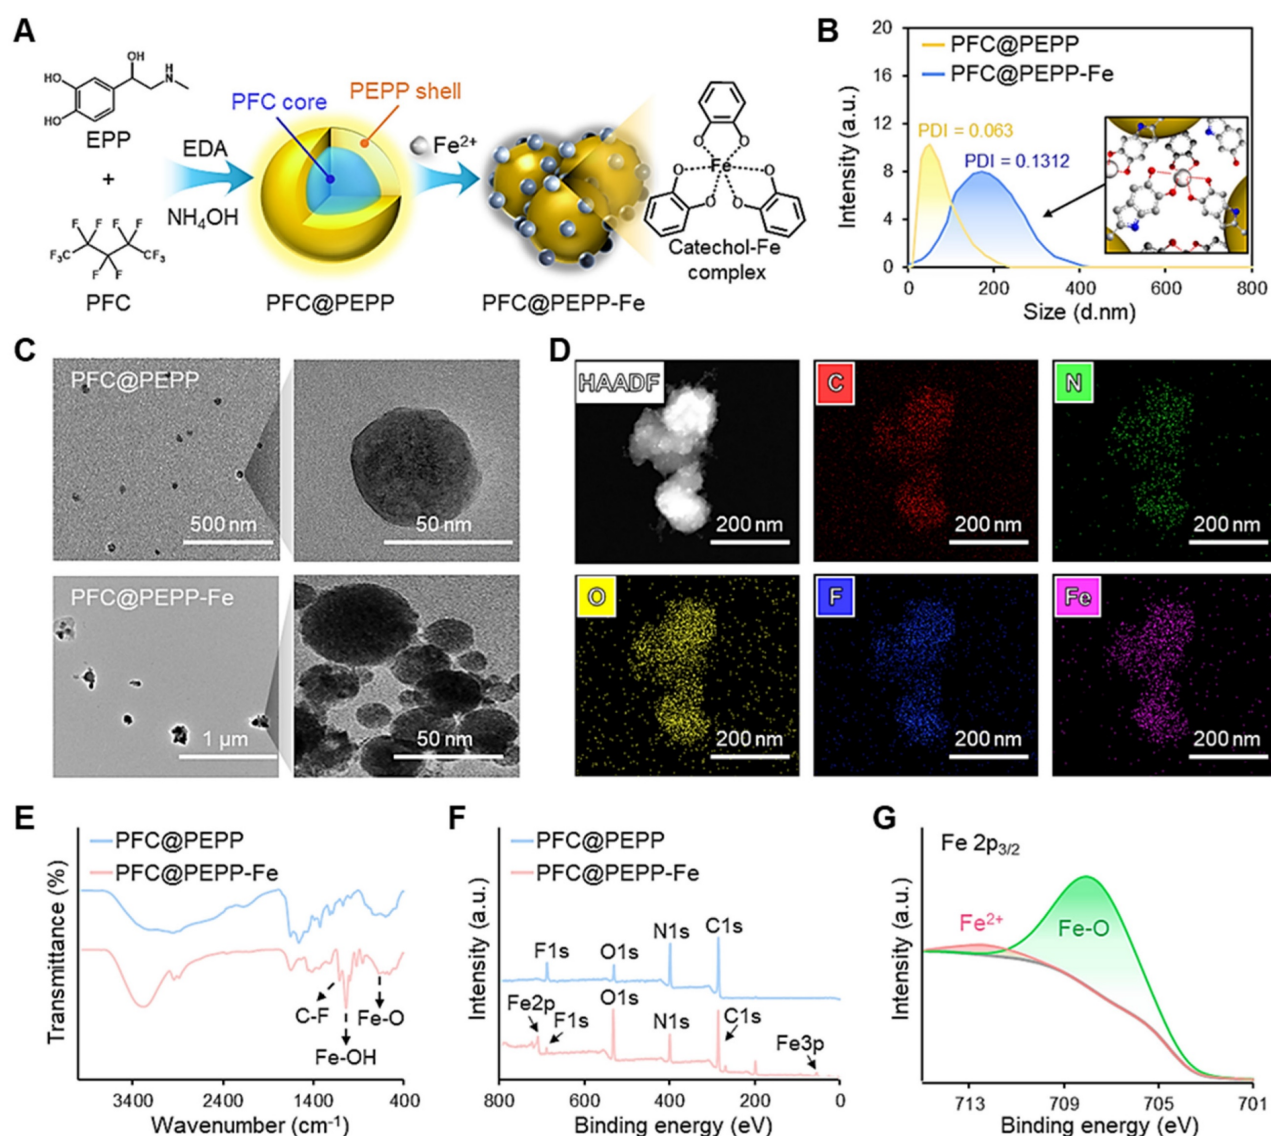 A
OH
H
N
HO
OH
EPP
+
F F F F
F₃C CF₃
F F
PFC
EDA
NH₄OH
PFC core
PEPP shell
PFC@PEPP
Fe²⁺
PFC@PEPP-Fe
O O
O O
Fe
O O
Catechol-Fe
complex
B
PFC@PEPP
PFC@PEPP-Fe
PDI = 0.063
PDI = 0.1312
Intensity (a.u.)
20
16
12
8
4
0
0 200 400 600 800
Size (d.nm)
C
PFC@PEPP
500 nm
50 nm
PFC@PEPP-Fe
1 µm
50 nm
D
HAADF
200 nm
C
200 nm
N
200 nm
O
200 nm
F
200 nm
Fe
200 nm
E
PFC@PEPP
PFC@PEPP-Fe
Transmittance (%)
C-F
Fe-O
Fe-OH
3400 2400 1400 400
Wavenumber (cm⁻¹)
F
PFC@PEPP
PFC@PEPP-Fe
Intensity (a.u.)
F1s
O1s
N1s
C1s
Fe2p
F1s
O1s
N1s
C1s
Fe3p
800 600 400 200 0
Binding energy (eV)
G
Fe 2p₃/₂
Fe²⁺
Fe-O
Intensity (a.u.)
713 709 705 701
Binding energy (eV)